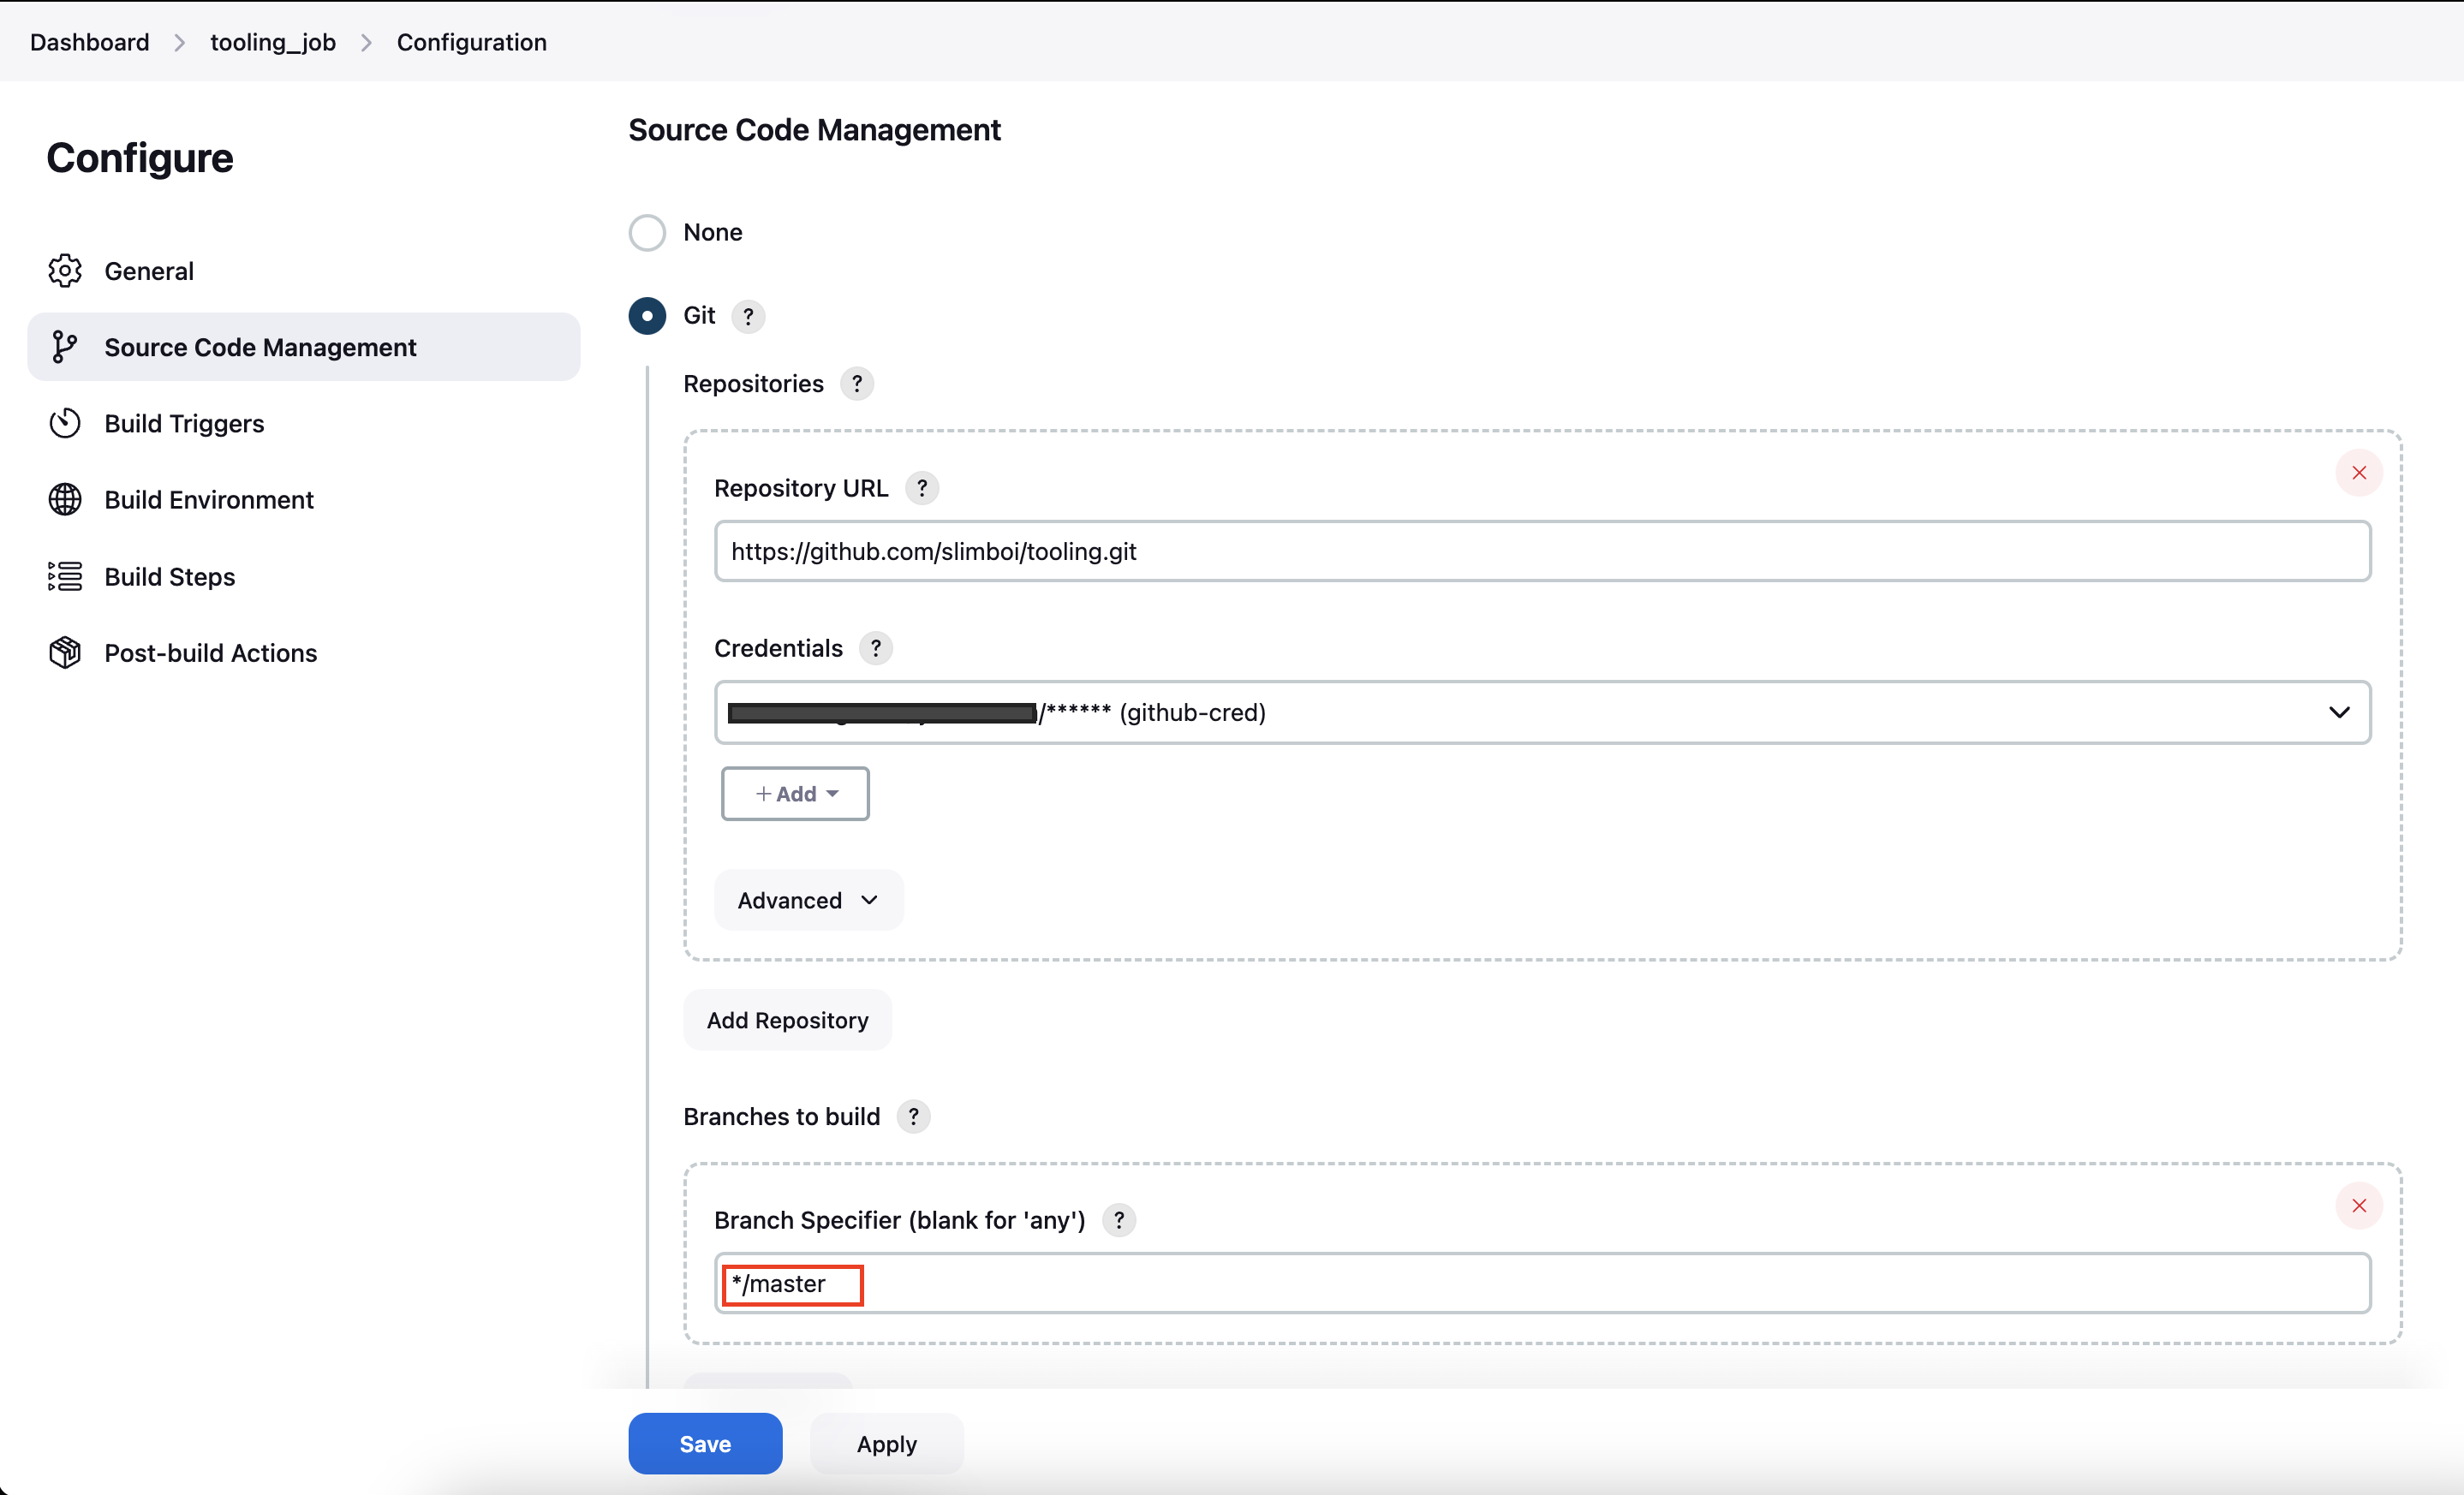 Dashboard > tooling_job > Configuration
Configure
General
Source Code Management
Build Triggers
Build Environment
Build Steps
Post-build Actions
Source Code Management
None
Git ?
Repositories ?
Repository URL ?
https://github.com/slimboi/tooling.git
Credentials ?
/****** (github-cred)
+ Add
Advanced
Add Repository
Branches to build ?
Branch Specifier (blank for 'any') ?
*/master
Save
Apply